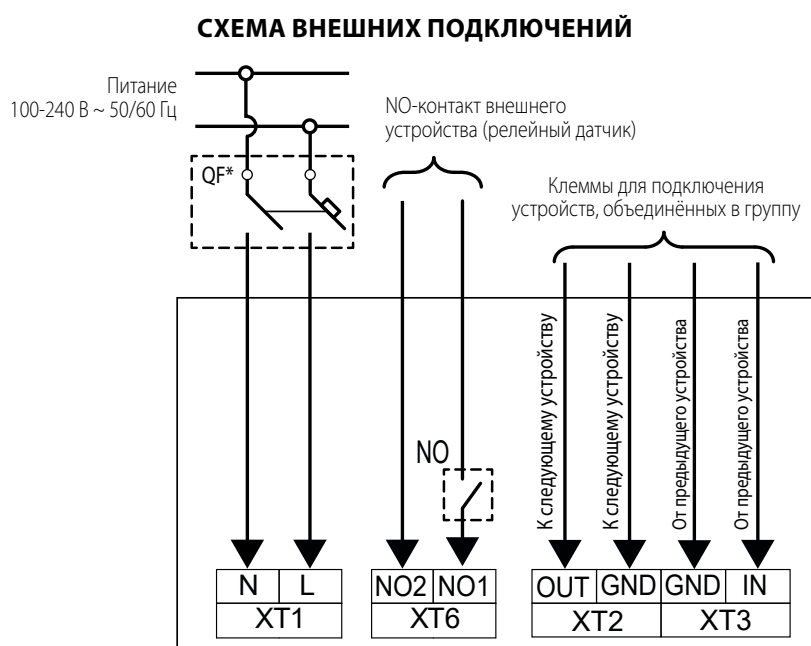 СХЕМА ВНЕШНИХ ПОДКЛЮЧЕНИЙ
Питание
100-240 В ~ 50/60 Гц
NO-контакт внешнего
устройства (релейный датчик)
QF*
Клеммы для подключения
устройств, объединённых в группу
К следующему устройству
К следующему устройству
От предыдущего устройства
От предыдущего устройства
NO
N L
XT1
NO2 NO1
XT6
OUT GND GND IN
XT2 XT3